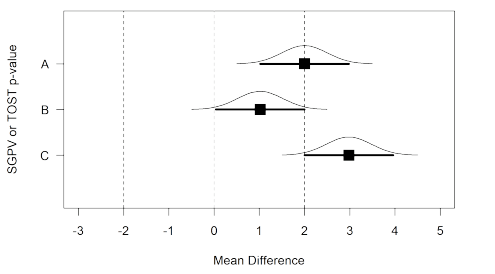 SGPV or TOST p-value
A
B
C
-3 -2 -1 0 1 2 3 4 5
Mean Difference